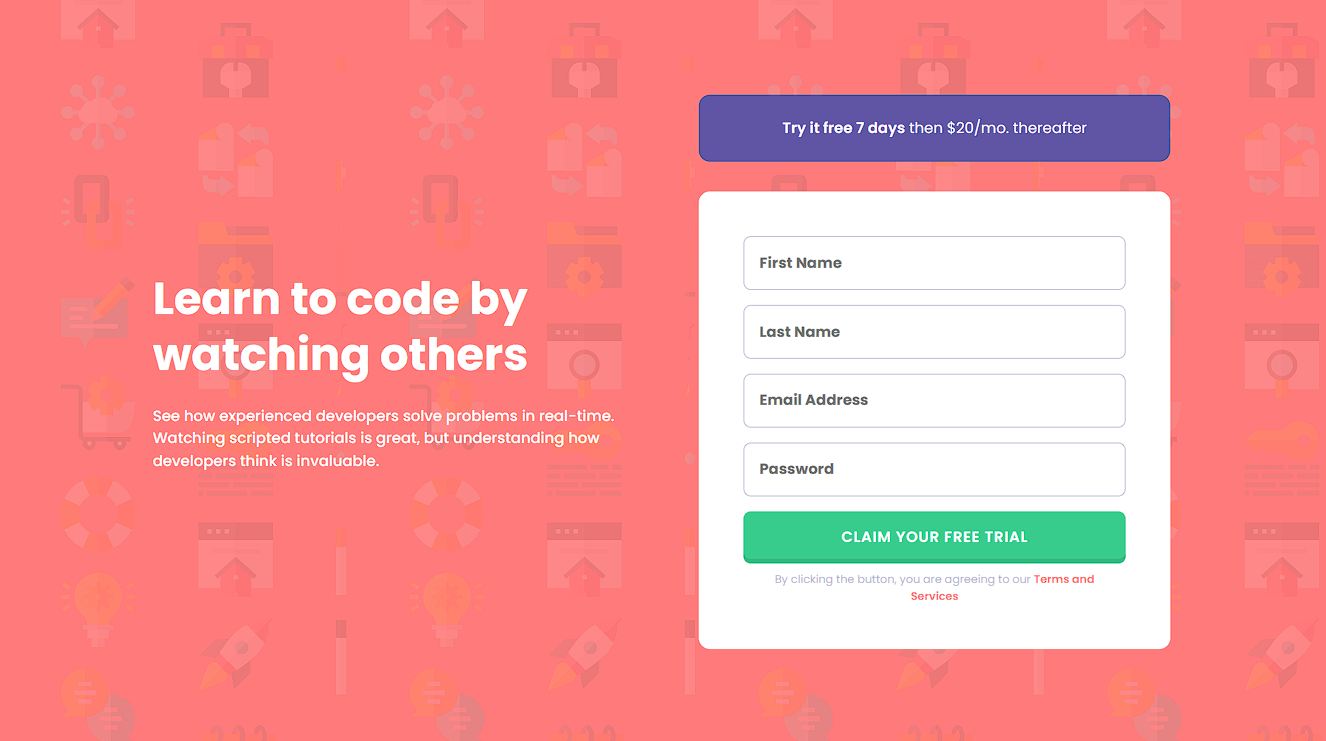 Learn to code by
watching others
See how experienced developers solve problems in real-time.
Watching scripted tutorials is great, but understanding how
developers think is invaluable.
Try it free 7 days then $20/mo. thereafter
First Name
Last Name
Email Address
Password
CLAIM YOUR FREE TRIAL
By clicking the button, you are agreeing to our Terms and
Services